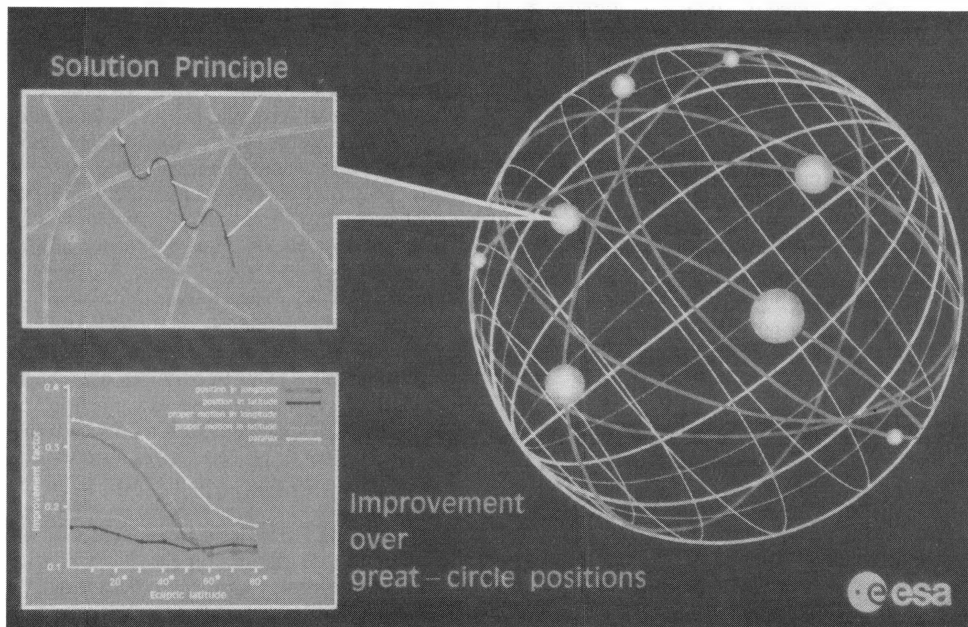 Solution Principle
0.4
position in longitude
position in latitude
proper motion in longitude
proper motion in latitude
parallax
0.3
Improvement factor
0.2
0.1
20°
40°
60°
80°
Ecliptic latitude
Improvement
over
great – circle positions
esa